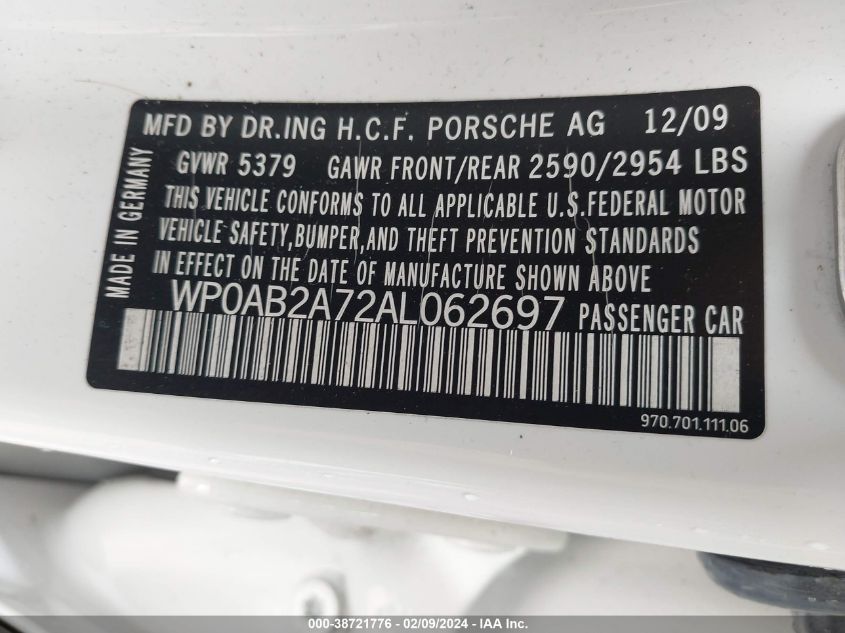 MFD BY DR.ING H.C.F. PORSCHE AG 12/09
GVWR 5379 GAWR FRONT/REAR 2590/2954 LBS
THIS VEHICLE CONFORMS TO ALL APPLICABLE U.S.FEDERAL MOTOR
VEHICLE SAFETY,BUMPER,AND THEFT PREVENTION STANDARDS
IN EFFECT ON THE DATE OF MANUFACTURE SHOWN ABOVE
WP0AB2A72AL062697 PASSENGER CAR
MADE IN GERMANY
970.701.111.06
000-38721776 - 02/09/2024 - IAA Inc.